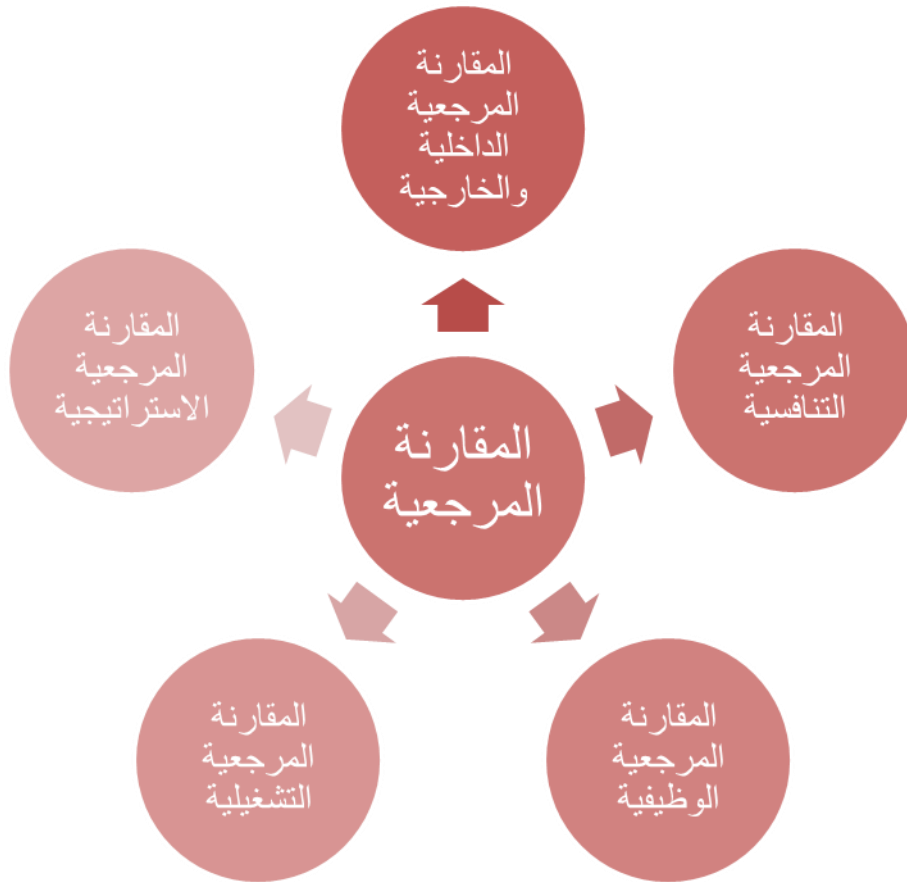 المقارنة
المرجعية
الداخلية
والخارجية
المقارنة
المرجعية
التنافسية
المقارنة
المرجعية
الاستراتيجية
المقارنة
المرجعية
المقارنة
المرجعية
الوظيفية
المقارنة
المرجعية
التشغيلية